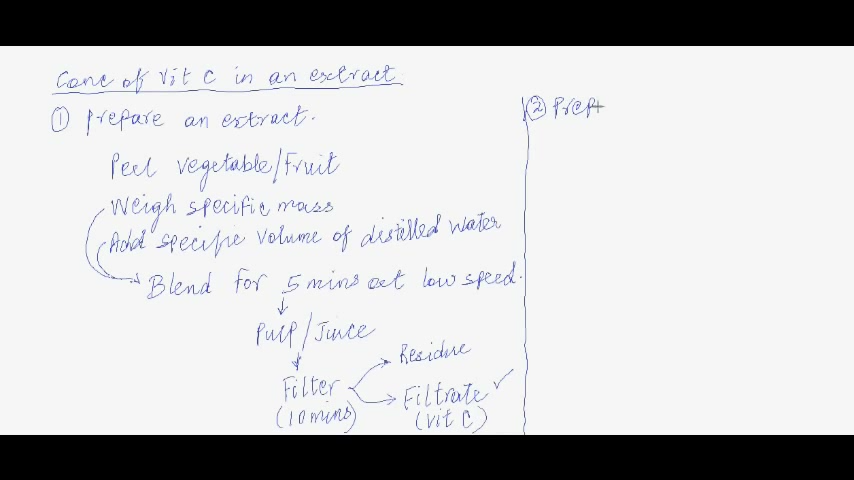 Conc of Vit C in an extract
① Prepare an extract.
Peel vegetable/Fruit
Weigh specific mass
Add specific volume of distilled water
Blend for 5 mins at low speed.
Pulp/Juice
Residue
Filter
(10 mins)
Filtrate ✓
(Vit C)
② Prep